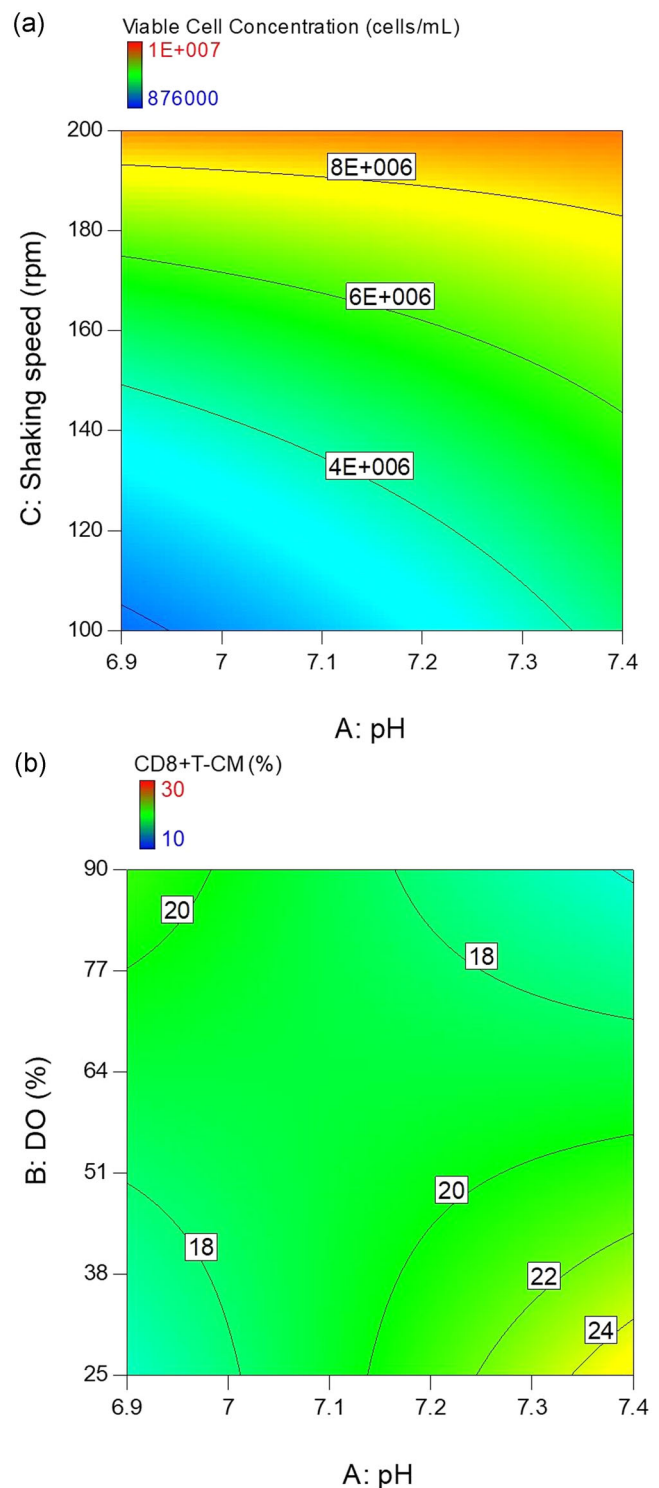 (a)
Viable Cell Concentration (cells/mL)
1E+007
876000
200
180
160
140
120
100
C: Shaking speed (rpm)
8E+006
6E+006
4E+006
6.9 7 7.1 7.2 7.3 7.4
A: pH
(b)
CD8+T-CM (%)
30
10
90
77
64
51
38
25
B: DO (%)
20
18
20
18
22
24
6.9 7 7.1 7.2 7.3 7.4
A: pH